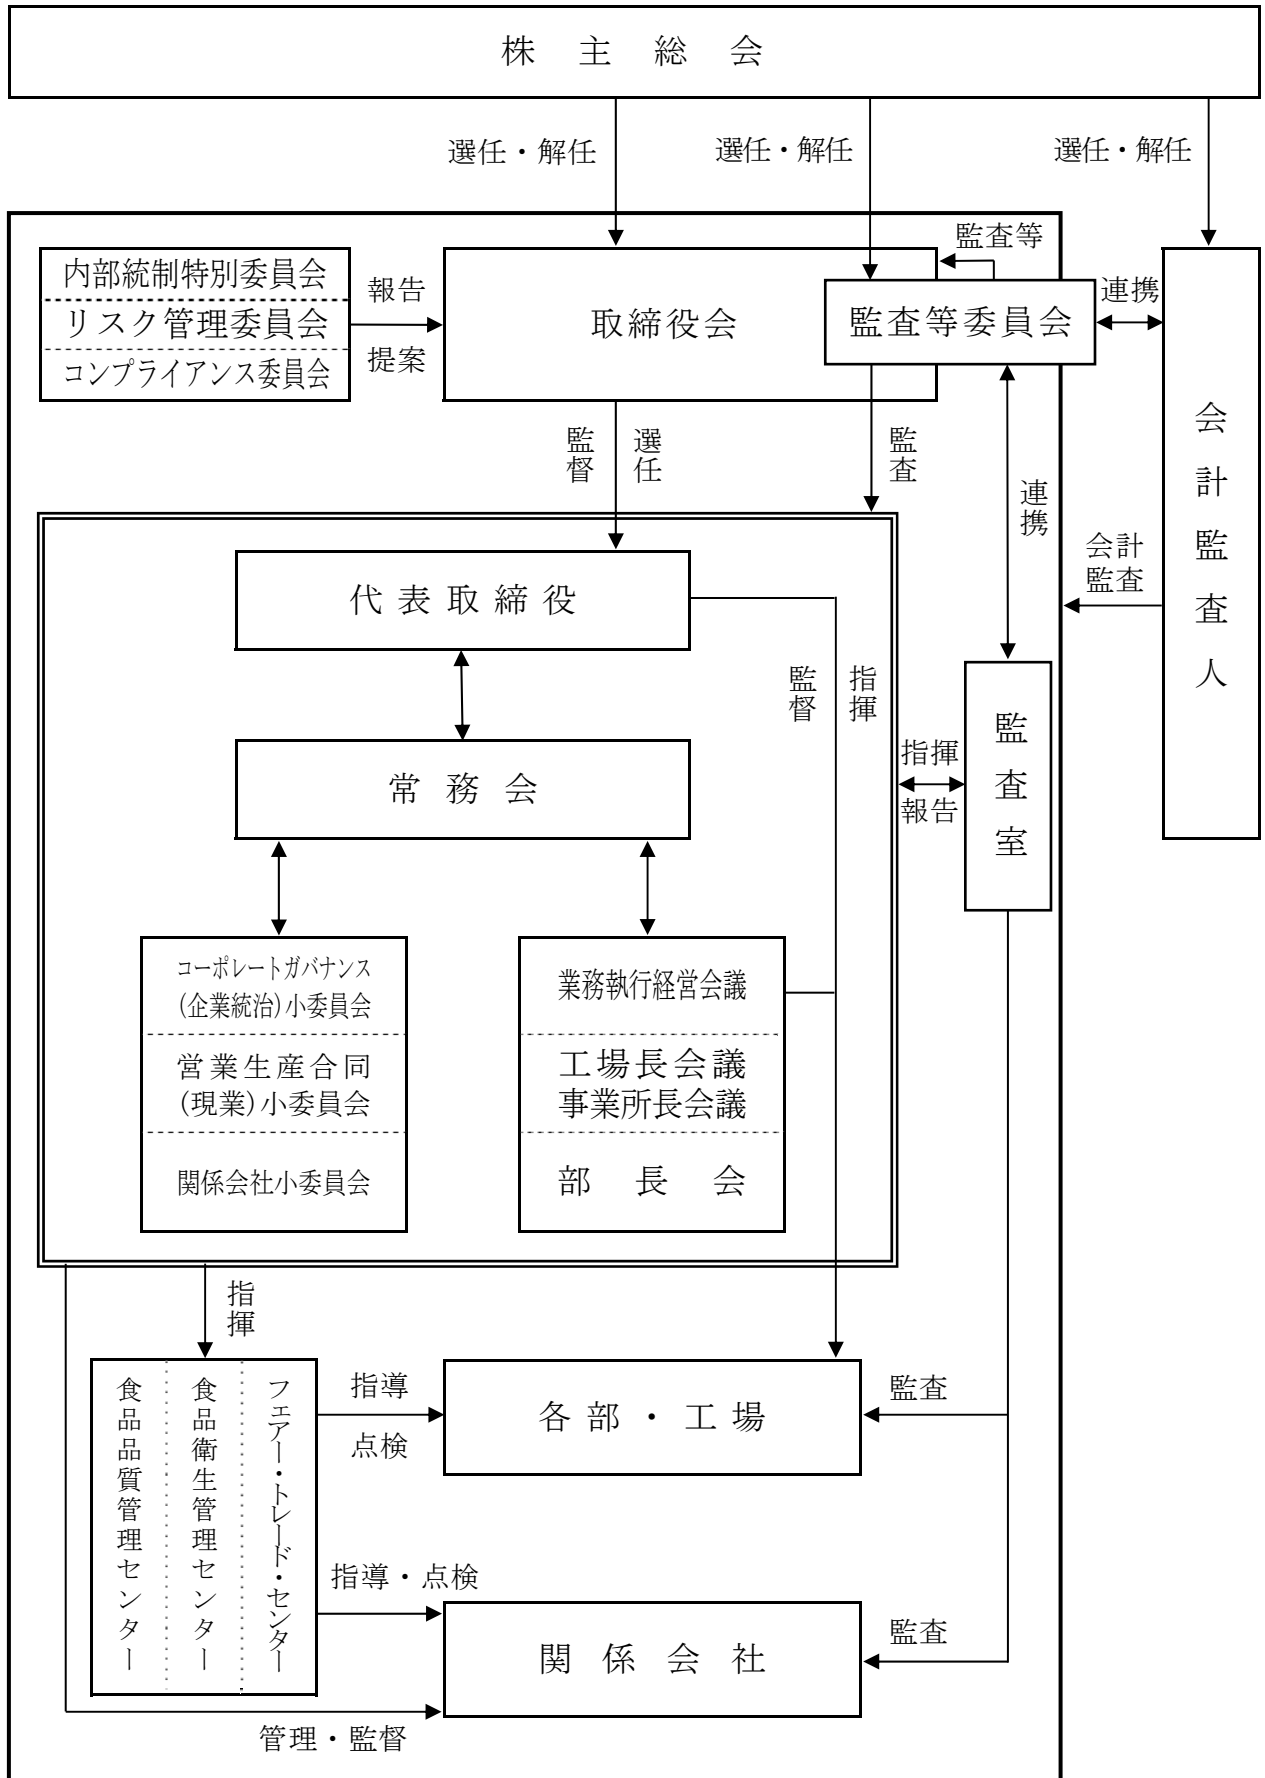 株主総会
選任・解任
選任・解任
選任・解任
内部統制特別委員会
リスク管理委員会
コンプライアンス委員会
報告
提案
取締役会
監査等
監査等委員会
連携
会計監査人
監督
選任
監査
連携
会計
監査
代表取締役
監督
指揮
常務会
指揮
報告
監査室
コーポレートガバナンス
(企業統治)小委員会
営業生産合同
(現業)小委員会
関係会社小委員会
業務執行経営会議
工場長会議
事業所長会議
部長会
指揮
食品品質管理センター
食品衛生管理センター
フェアー・トレード・センター
指導
点検
各部・工場
監査
指導・点検
関係会社
監査
管理・監督